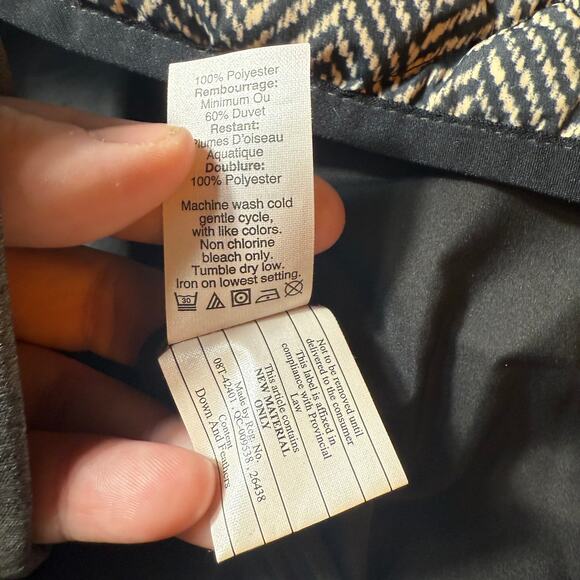 100% Polyester
Rembourrage:
Minimum Ou
60% Duvet
Restant:
Plumes D'oiseau
Aquatique
Doublure:
100% Polyester
Machine wash cold
gentle cycle,
with like colors.
Non chlorine
bleach only.
Tumble dry low.
Iron on lowest setting.
30
Not to be removed until
delivered to the consumer
This label is affixed in
compliance with Provincial
Law
This article contains
NEW MATERIAL
ONLY
Made by Reg. No.
08T-42401 , QC-009538 , 26438
Content
Down And Feathers